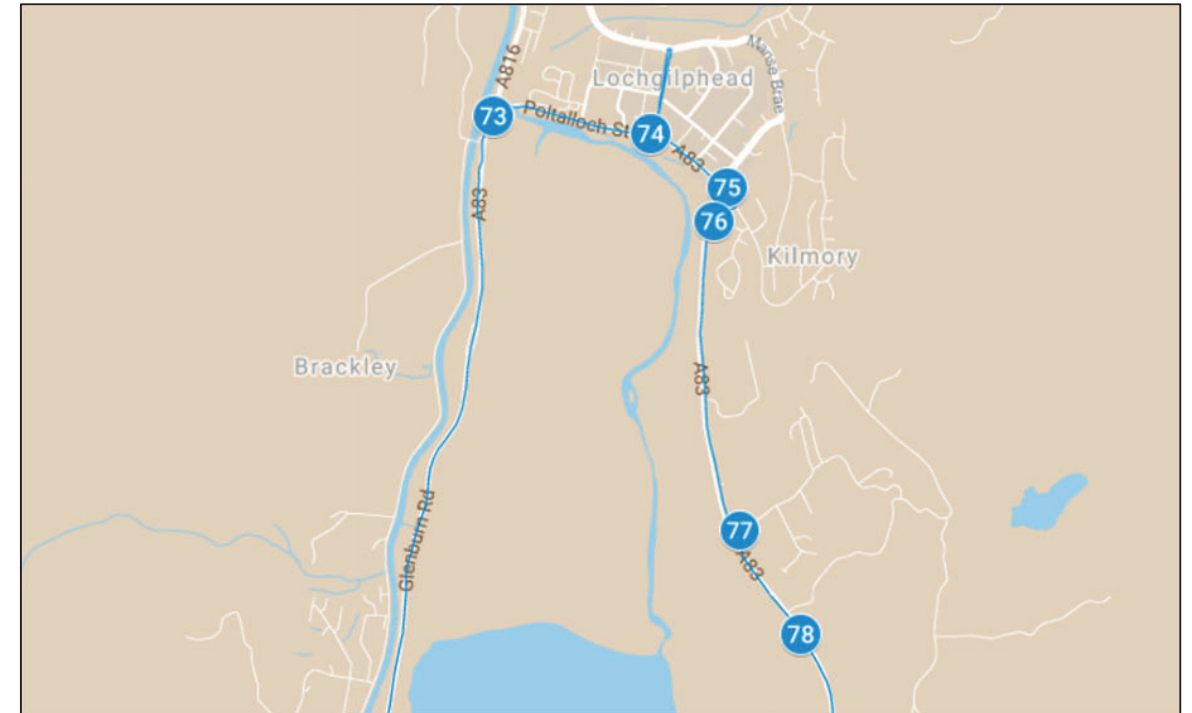 A816
Manse Brae
Lochgilphead
73
Poltalloch St
74
A83
75
A83
76
Kilmory
Brackley
A83
Glenburn Rd
77
A83
78